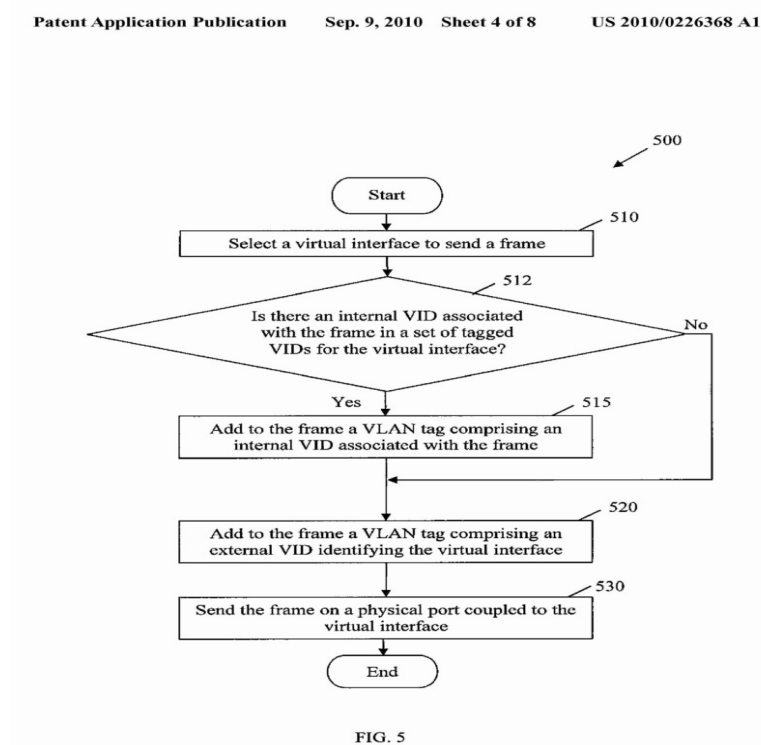 Patent Application Publication Sep. 9, 2010 Sheet 4 of 8 US 2010/0226368 A1
500
Start
510
Select a virtual interface to send a frame
512
Is there an internal VID associated
with the frame in a set of tagged
VIDs for the virtual interface?
No
Yes
515
Add to the frame a VLAN tag comprising an
internal VID associated with the frame
520
Add to the frame a VLAN tag comprising an
external VID identifying the virtual interface
530
Send the frame on a physical port coupled to the
virtual interface
End
FIG. 5